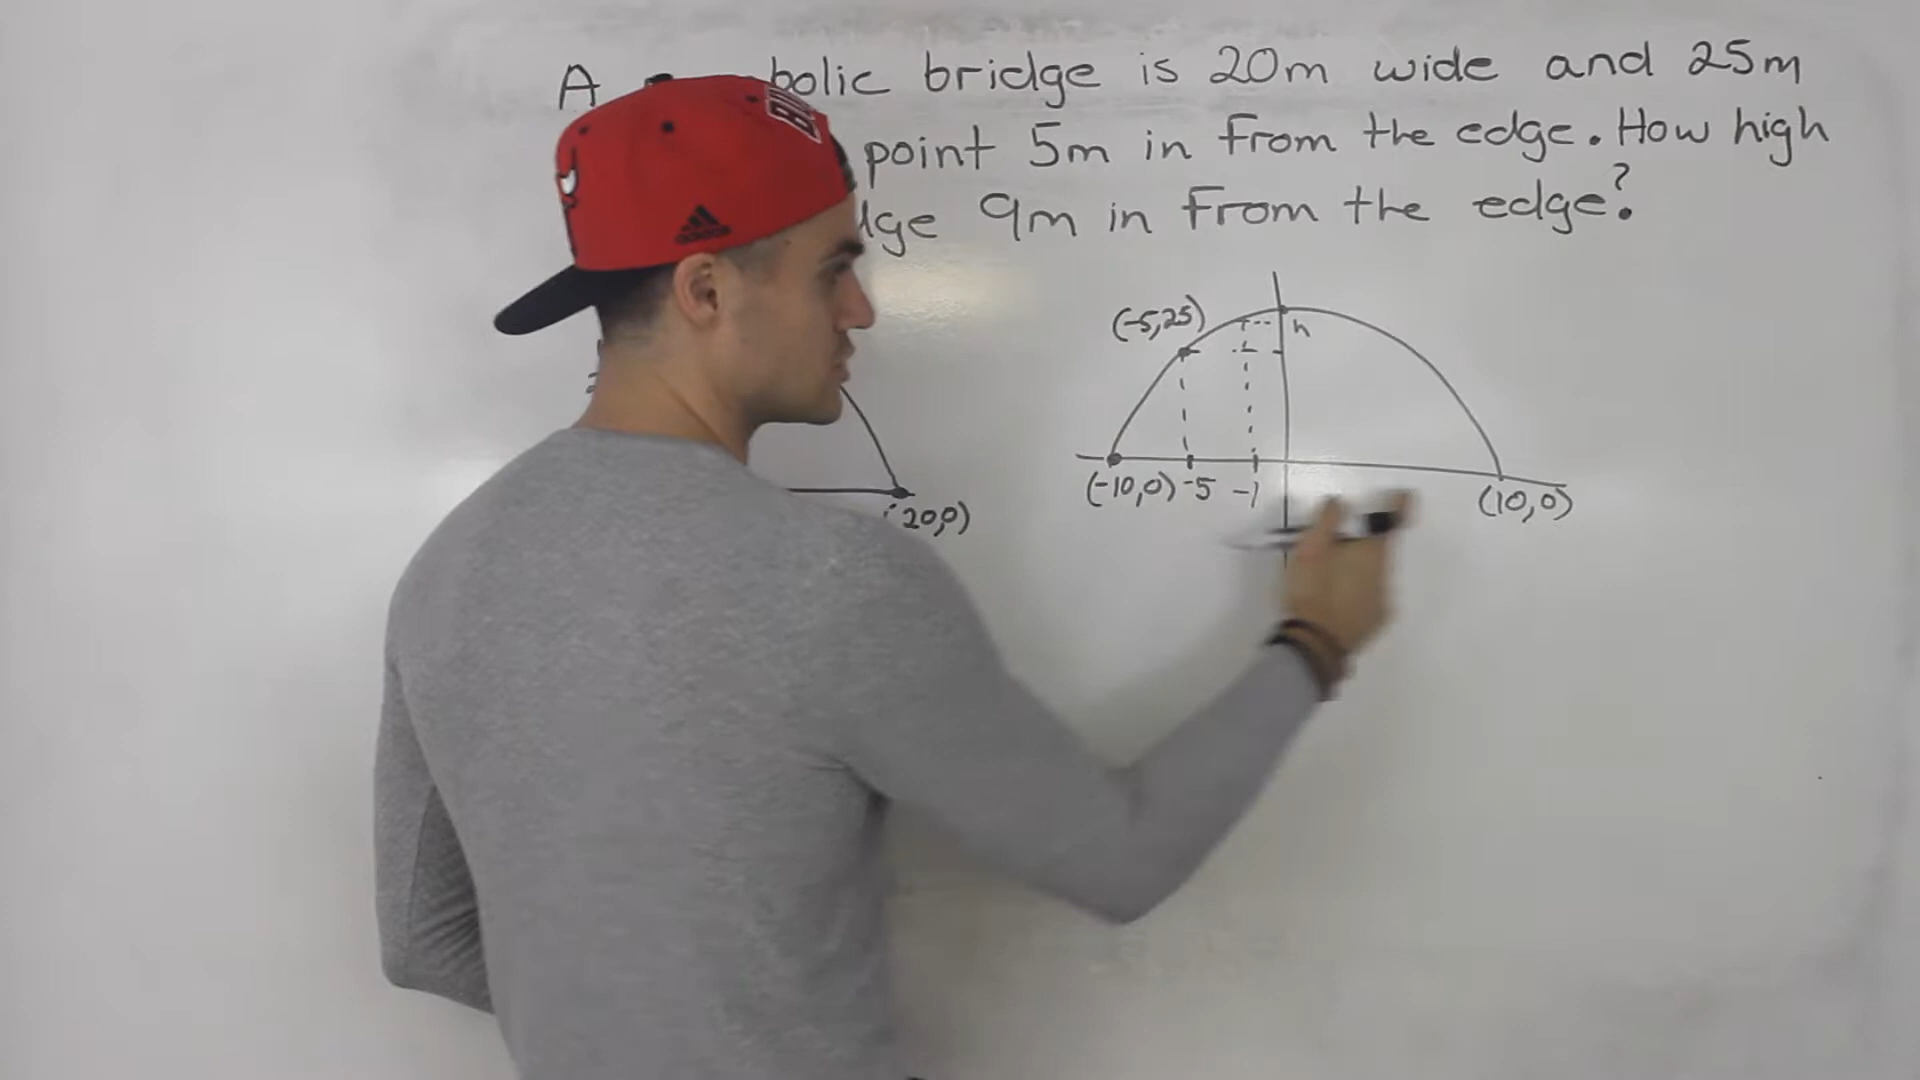 A bolic bridge is 20m wide and 25m
point 5m in from the edge. How high
9m in from the edge?
(-5,25)
h
(-10,0) -5 -1
(10,0)
(20,0)